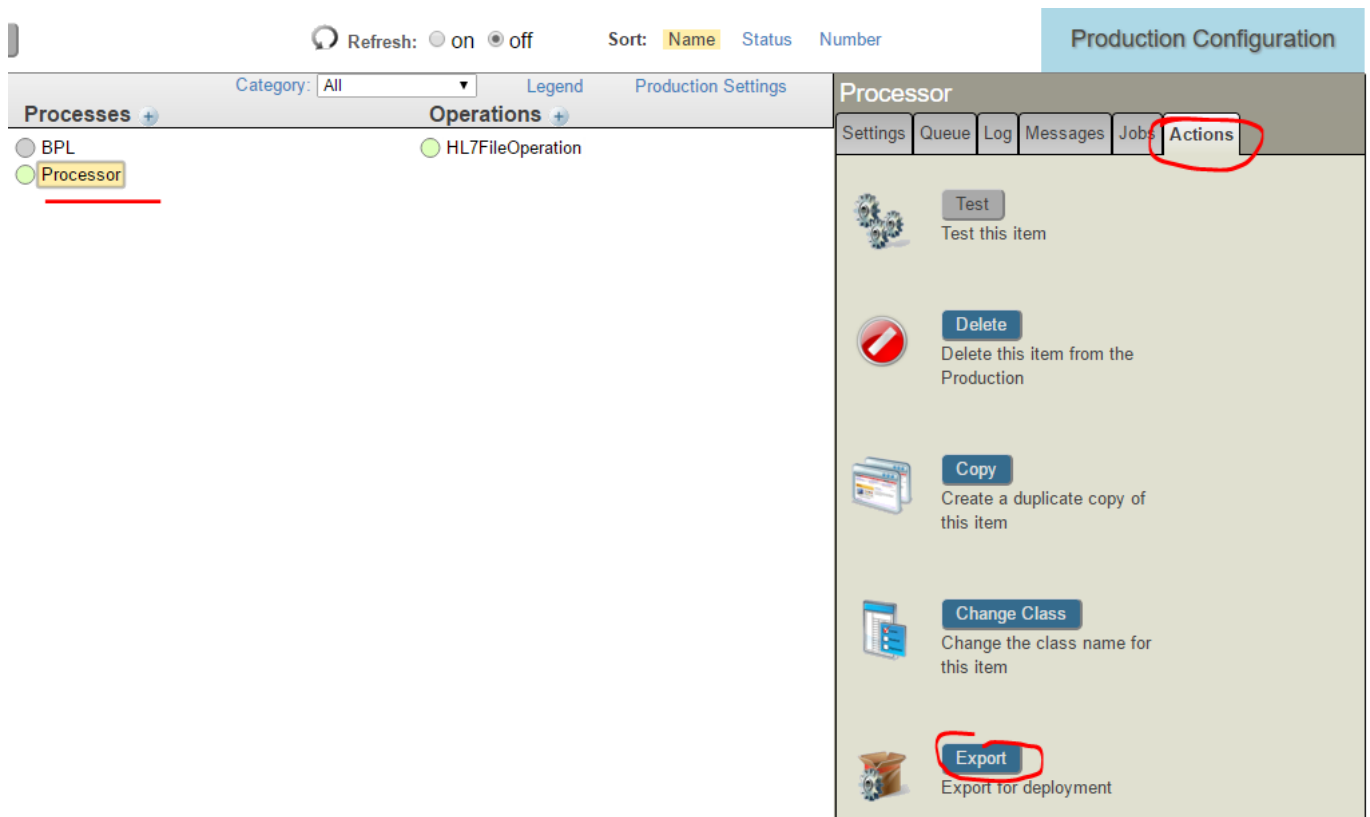 Refresh: on off Sort: Name Status Number
Production Configuration
Category: All Legend Production Settings
Processes Operations
BPL
Processor
HL7FileOperation
Processor
Settings Queue Log Messages Jobs Actions
Test
Test this item
Delete
Delete this item from the
Production
Copy
Create a duplicate copy of
this item
Change Class
Change the class name for
this item
Export
Export for deployment